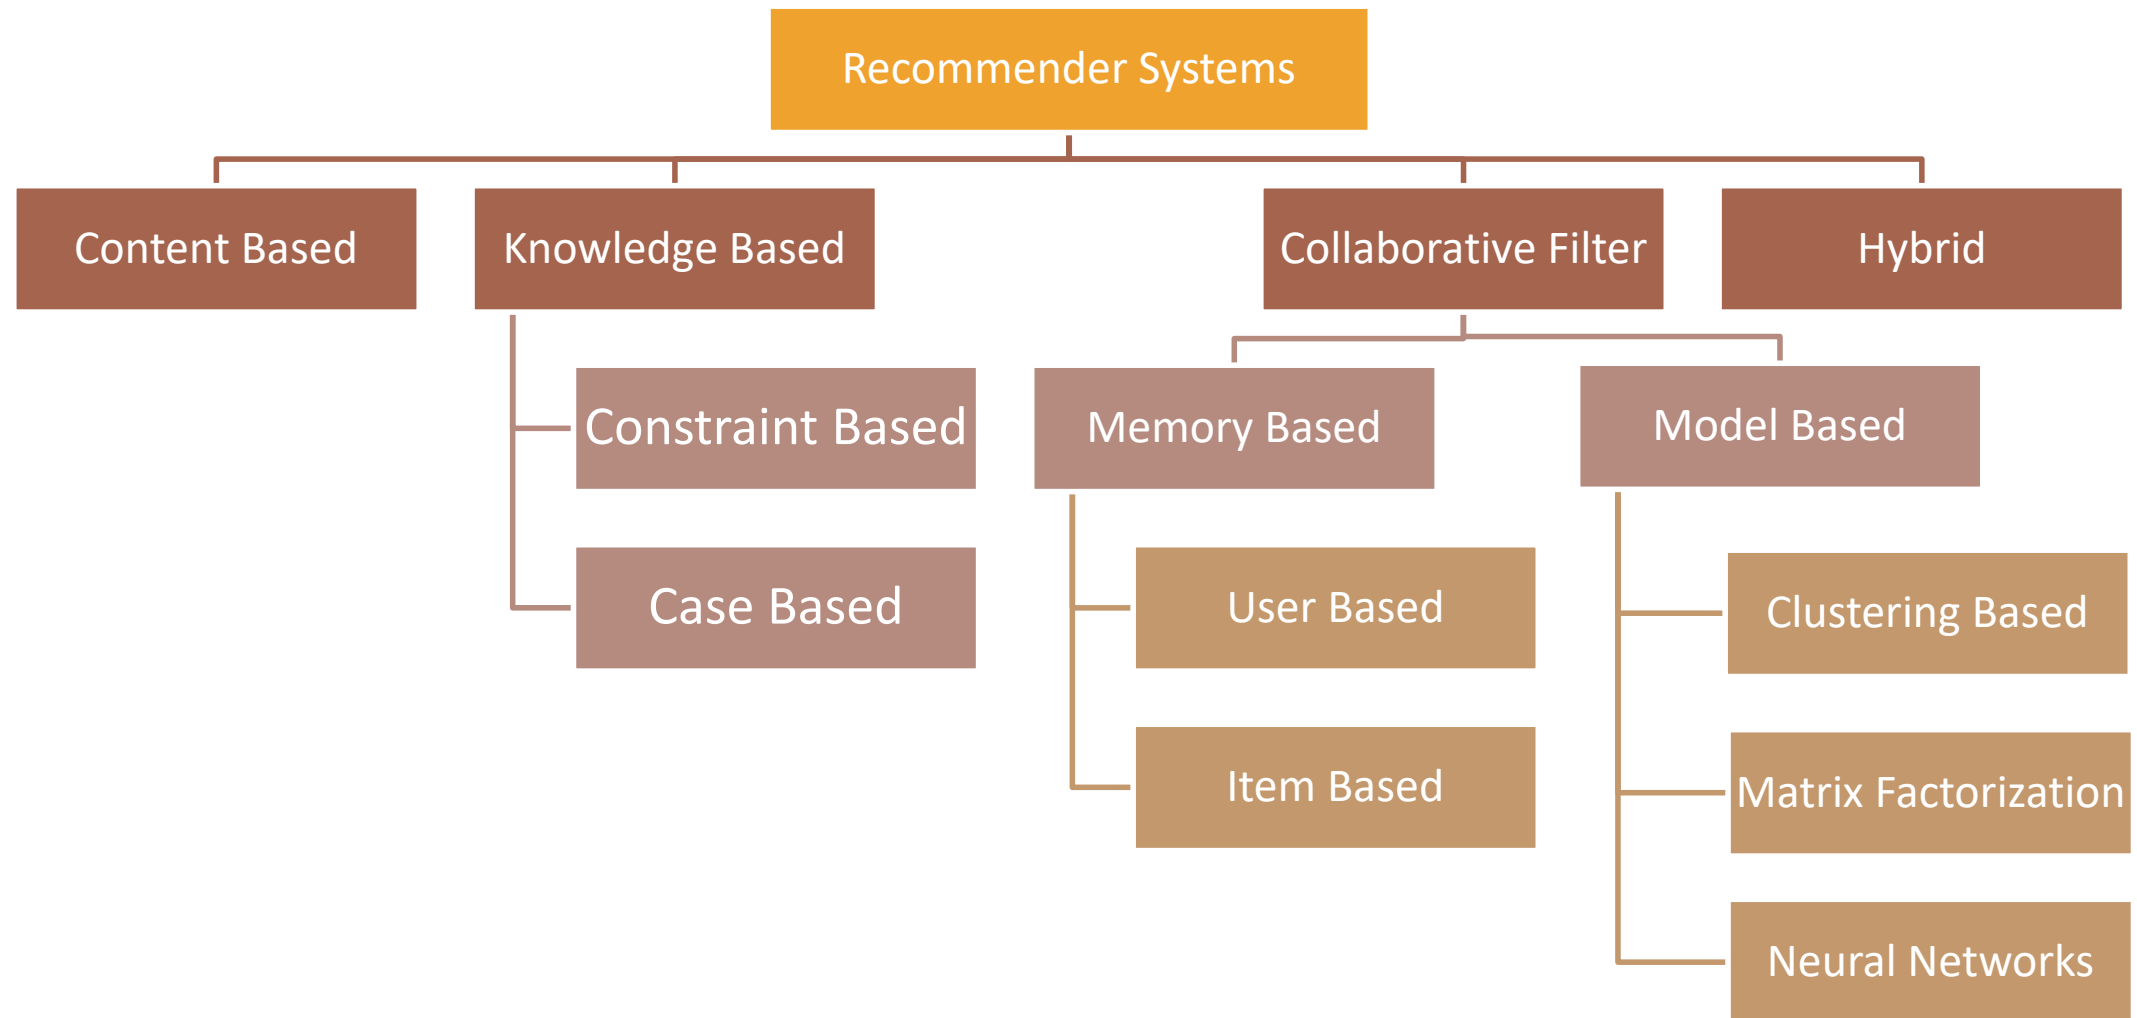 Recommender Systems
Content Based
Knowledge Based
Collaborative Filter
Hybrid
Constraint Based
Case Based
Memory Based
Model Based
User Based
Item Based
Clustering Based
Matrix Factorization
Neural Networks